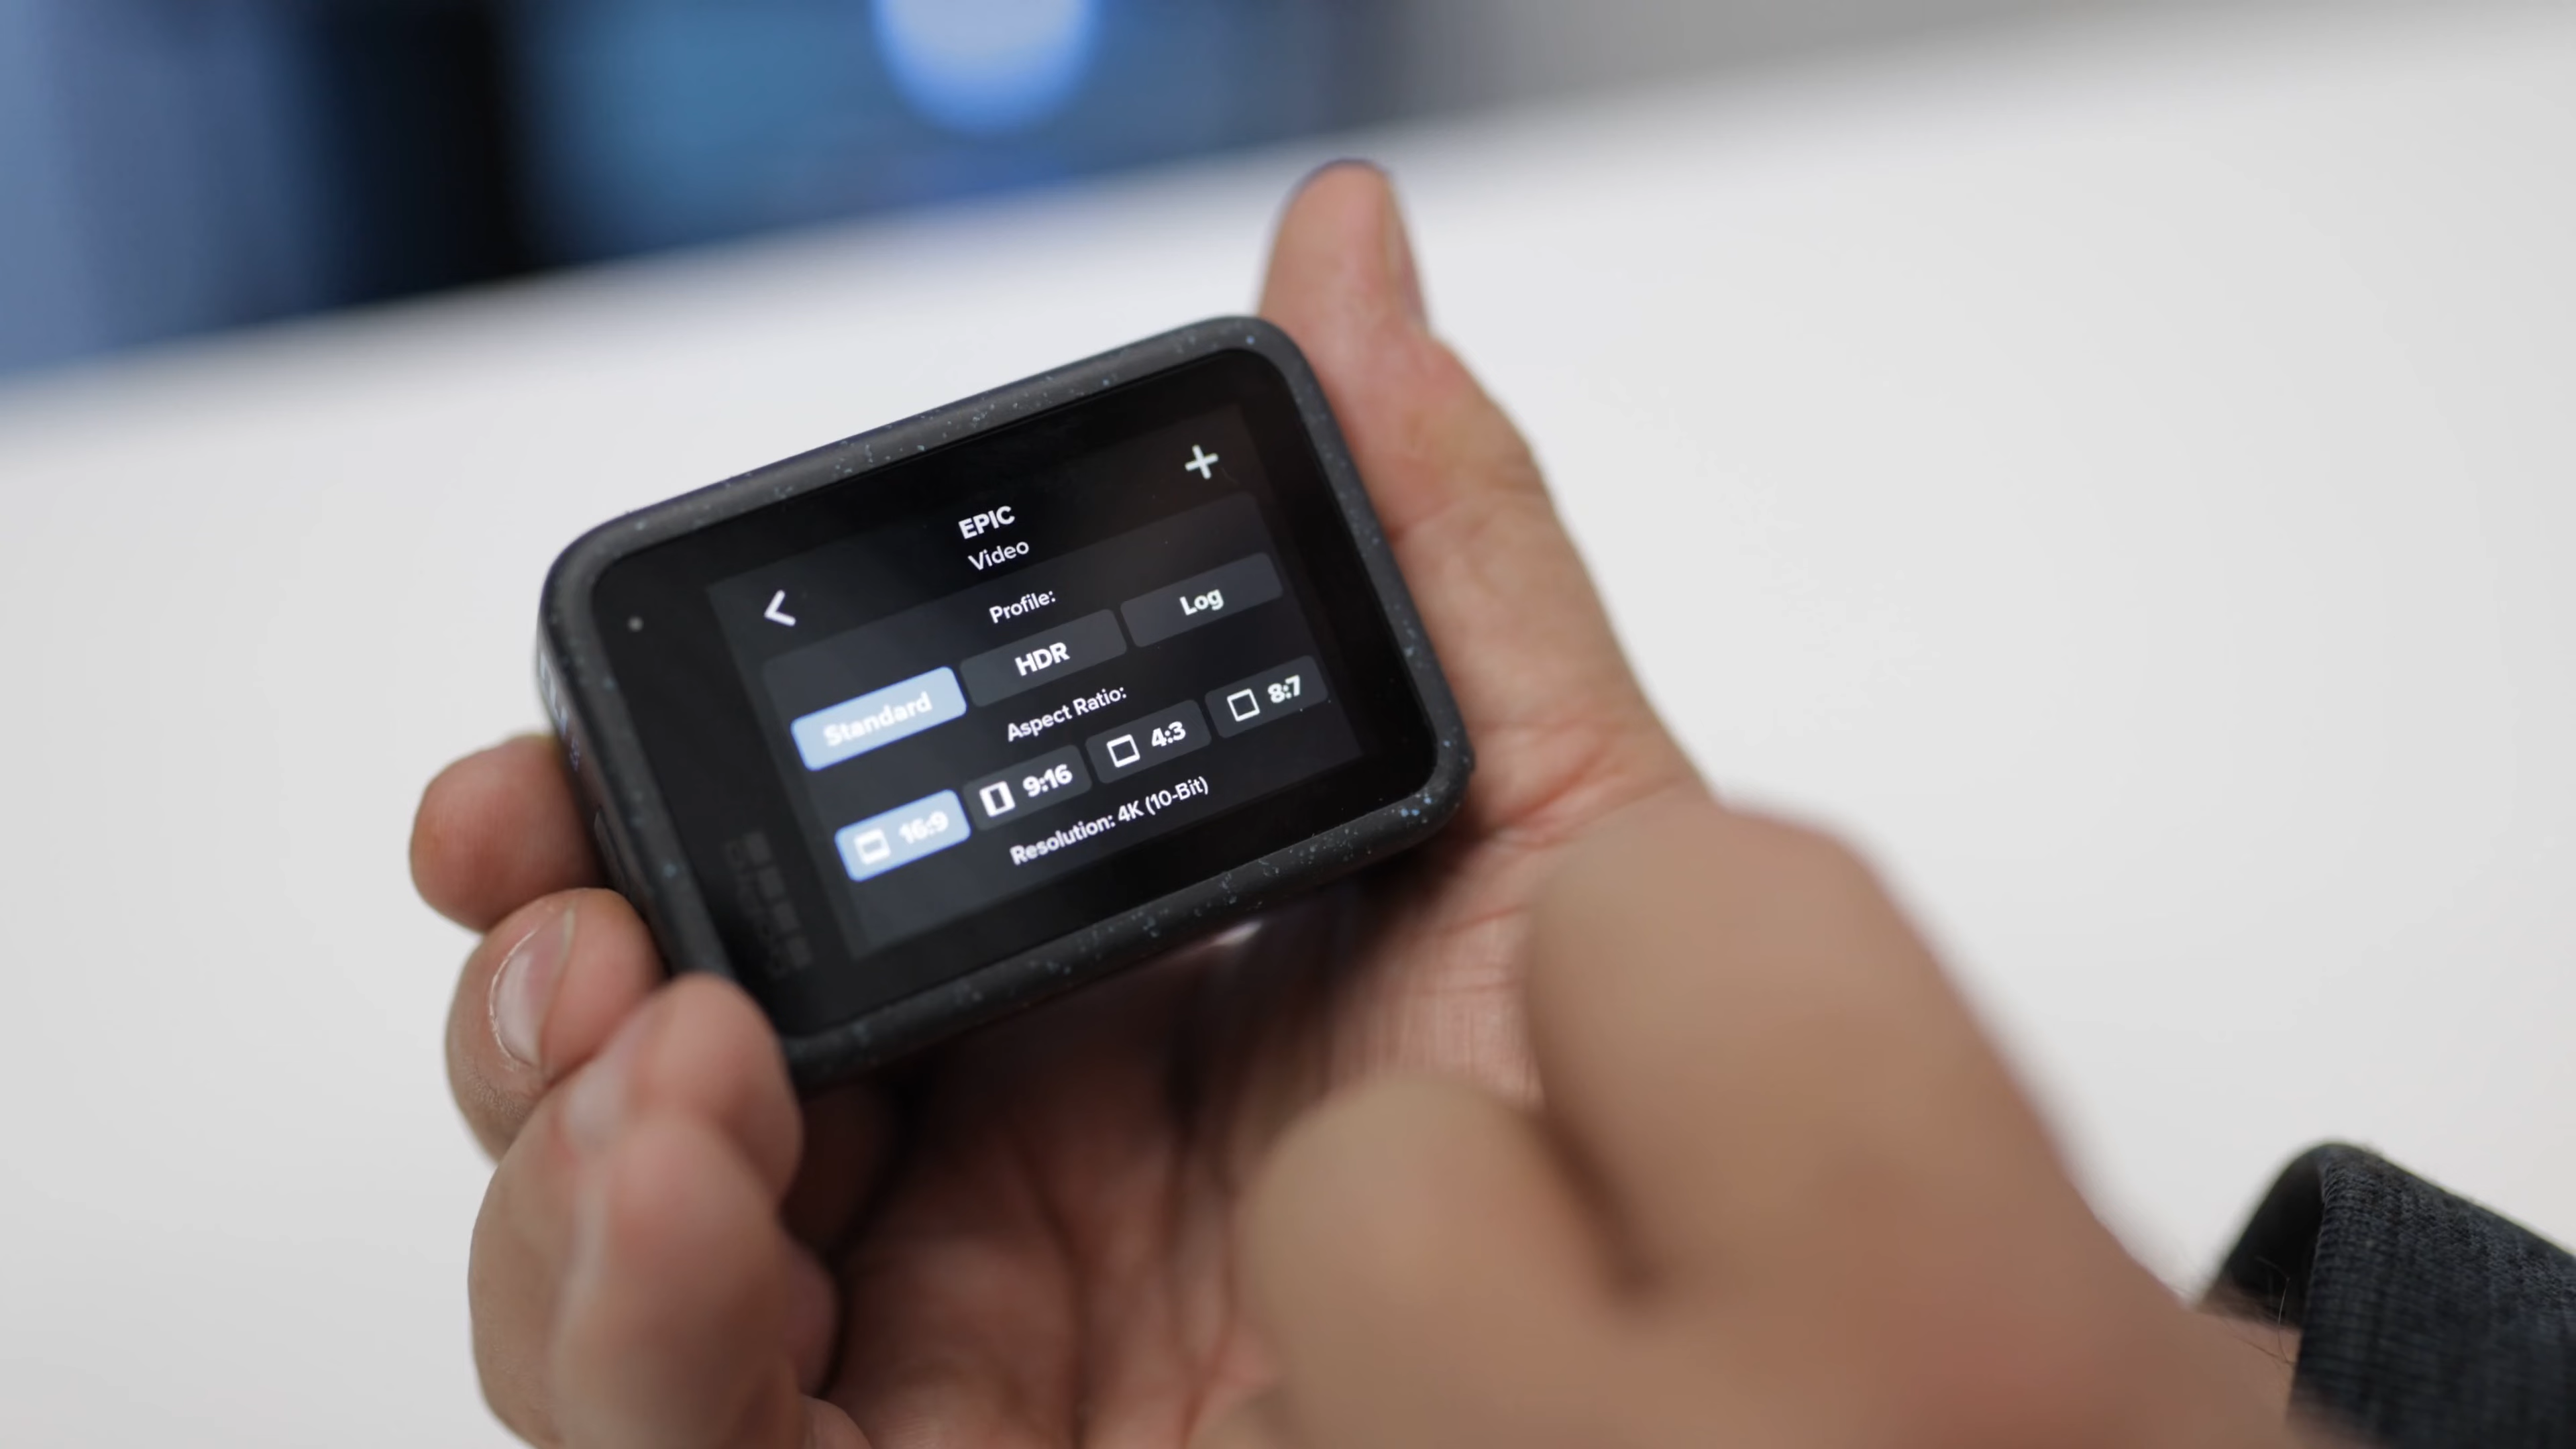 EPIC
Video
Profile:
Standard HDR Log
Aspect Ratio:
16:9 9:16 4:3 8:7
Resolution: 4K (10-Bit)